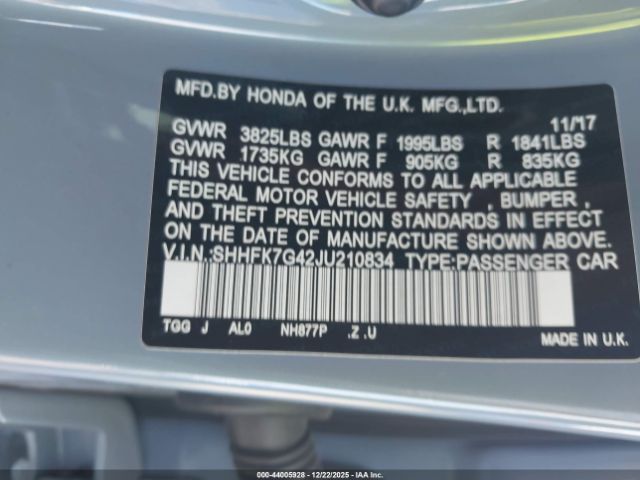 MFD.BY HONDA OF THE U.K. MFG.,LTD.
11/17
GVWR 3825LBS GAWR F 1995LBS R 1841LBS
GVWR 1735KG GAWR F 905KG R 835KG
THIS VEHICLE CONFORMS TO ALL APPLICABLE
FEDERAL MOTOR VEHICLE SAFETY , BUMPER ,
AND THEFT PREVENTION STANDARDS IN EFFECT
ON THE DATE OF MANUFACTURE SHOWN ABOVE.
V.I.N.:SHHFK7G42JU210834 TYPE:PASSENGER CAR
TGG J AL0 NH877P .Z .U
MADE IN U.K.
000-44005928 - 12/22/2025 - IAA Inc.